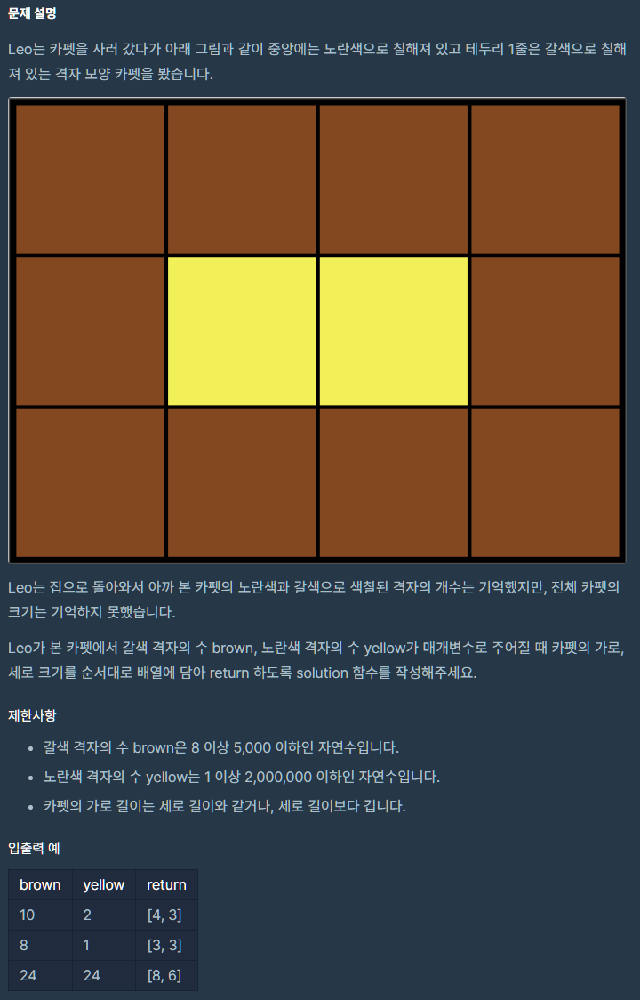 문제 설명
Leo는 카펫을 사러 갔다가 아래 그림과 같이 중앙에는 노란색으로 칠해져 있고 테두리 1줄은 갈색으로 칠해
져 있는 격자 모양 카펫을 봤습니다.
Leo는 집으로 돌아와서 아까 본 카펫의 노란색과 갈색으로 색칠된 격자의 개수는 기억했지만, 전체 카펫의
크기는 기억하지 못했습니다.
Leo가 본 카펫에서 갈색 격자의 수 brown, 노란색 격자의 수 yellow가 매개변수로 주어질 때 카펫의 가로,
세로 크기를 순서대로 배열에 담아 return 하도록 solution 함수를 작성해주세요.
제한사항
• 갈색 격자의 수 brown은 8 이상 5,000 이하인 자연수입니다.
• 노란색 격자의 수 yellow는 1 이상 2,000,000 이하인 자연수입니다.
• 카펫의 가로 길이는 세로 길이와 같거나, 세로 길이보다 깁니다.
입출력 예
brown yellow return
10 2 [4, 3]
8 1 [3, 3]
24 24 [8, 6]